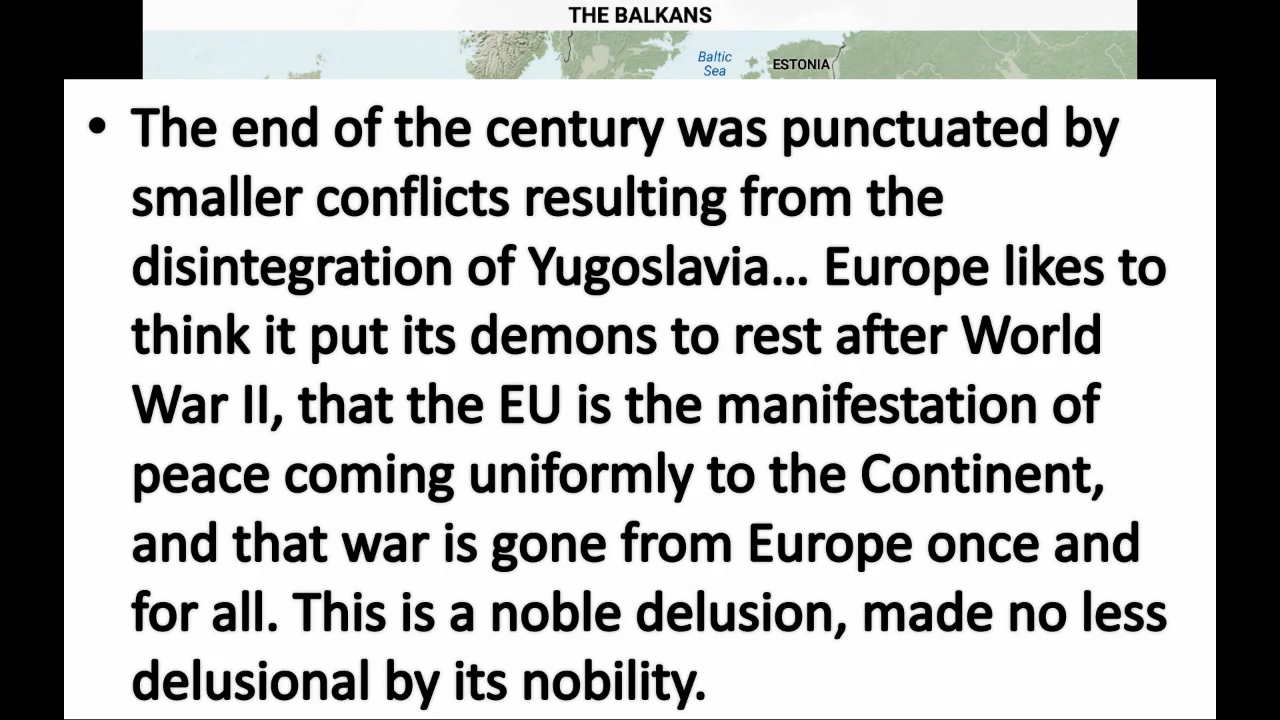 THE BALKANS
Baltic
Sea
ESTONIA
• The end of the century was punctuated by
smaller conflicts resulting from the
disintegration of Yugoslavia... Europe likes to
think it put its demons to rest after World
War II, that the EU is the manifestation of
peace coming uniformly to the Continent,
and that war is gone from Europe once and
for all. This is a noble delusion, made no less
delusional by its nobility.